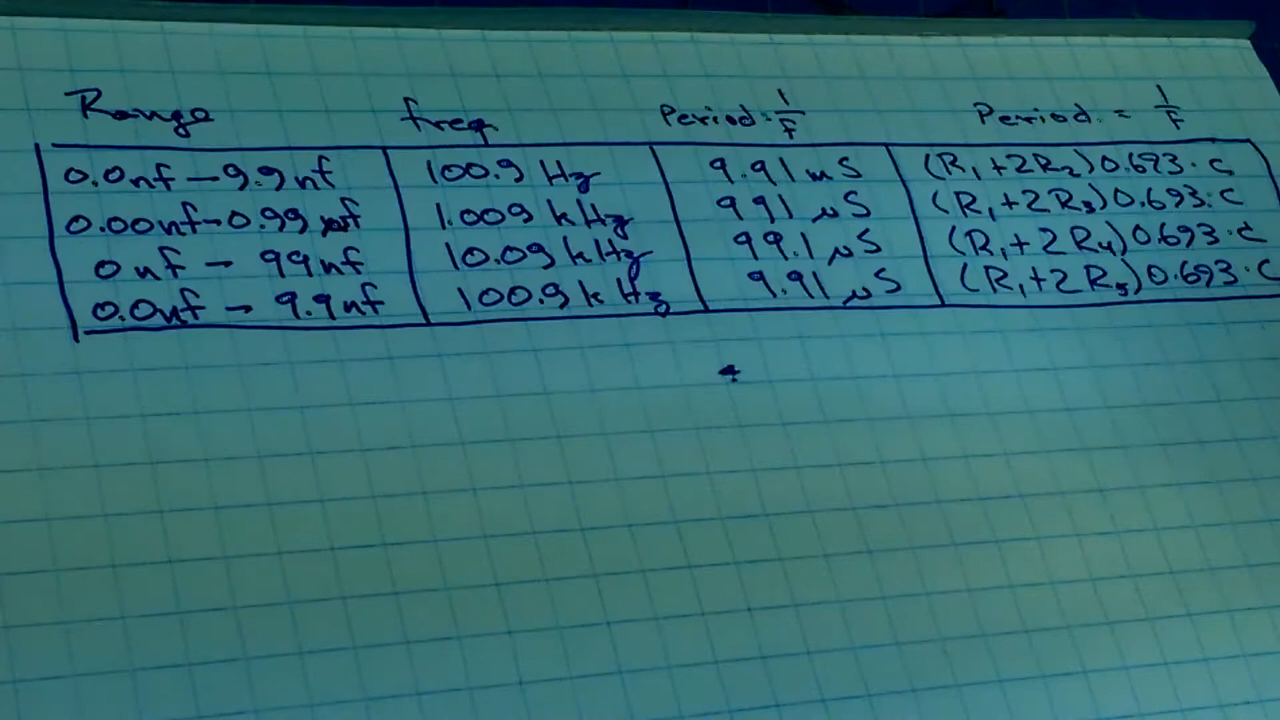 Range freq Period = 1/F Period. = 1/F
0.0nf – 9.9nf 100.9 Hz 9.91 mS (R1+2R2)0.693·C
0.00nf – 0.99 1.009 kHz 991 µS (R1+2R3)0.693·C
0nf – 99nf 10.09 kHz 99.1 µS (R1+2R4)0.693·C
0.0nf – 9.9nf 100.9 kHz 9.91 µS (R1+2R5)0.693·C